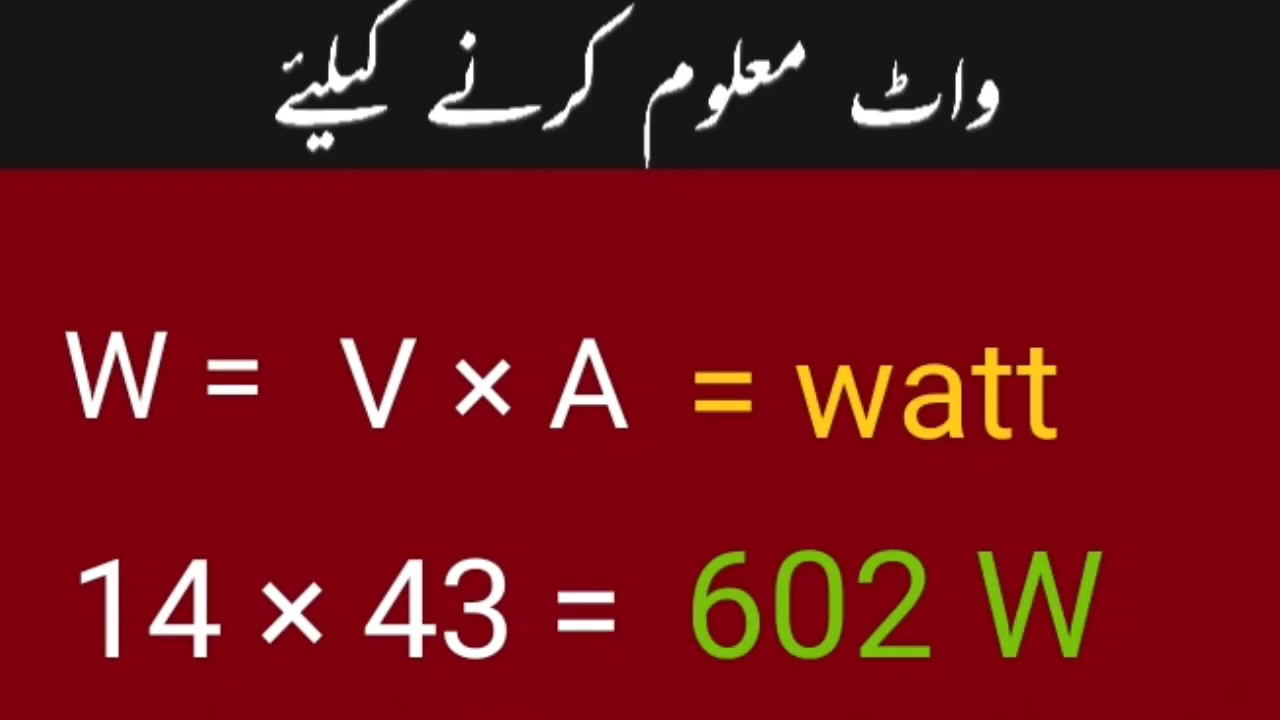 واٹ معلوم کرنے کیلئے
W = V × A = watt
14 × 43 = 602 W